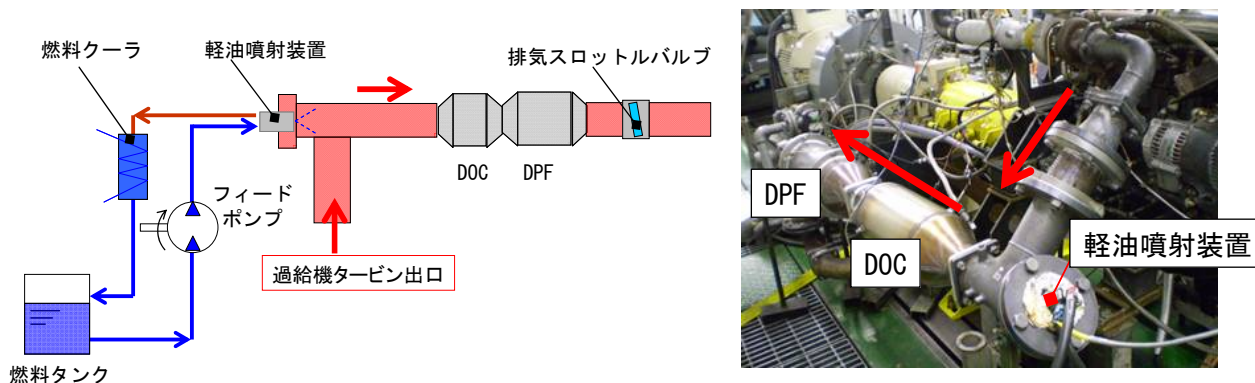 燃料クーラ
軽油噴射装置
排気スロットルバルブ
DOC
DPF
フィード
ポンプ
過給機タービン出口
燃料タンク
DPF
DOC
軽油噴射装置